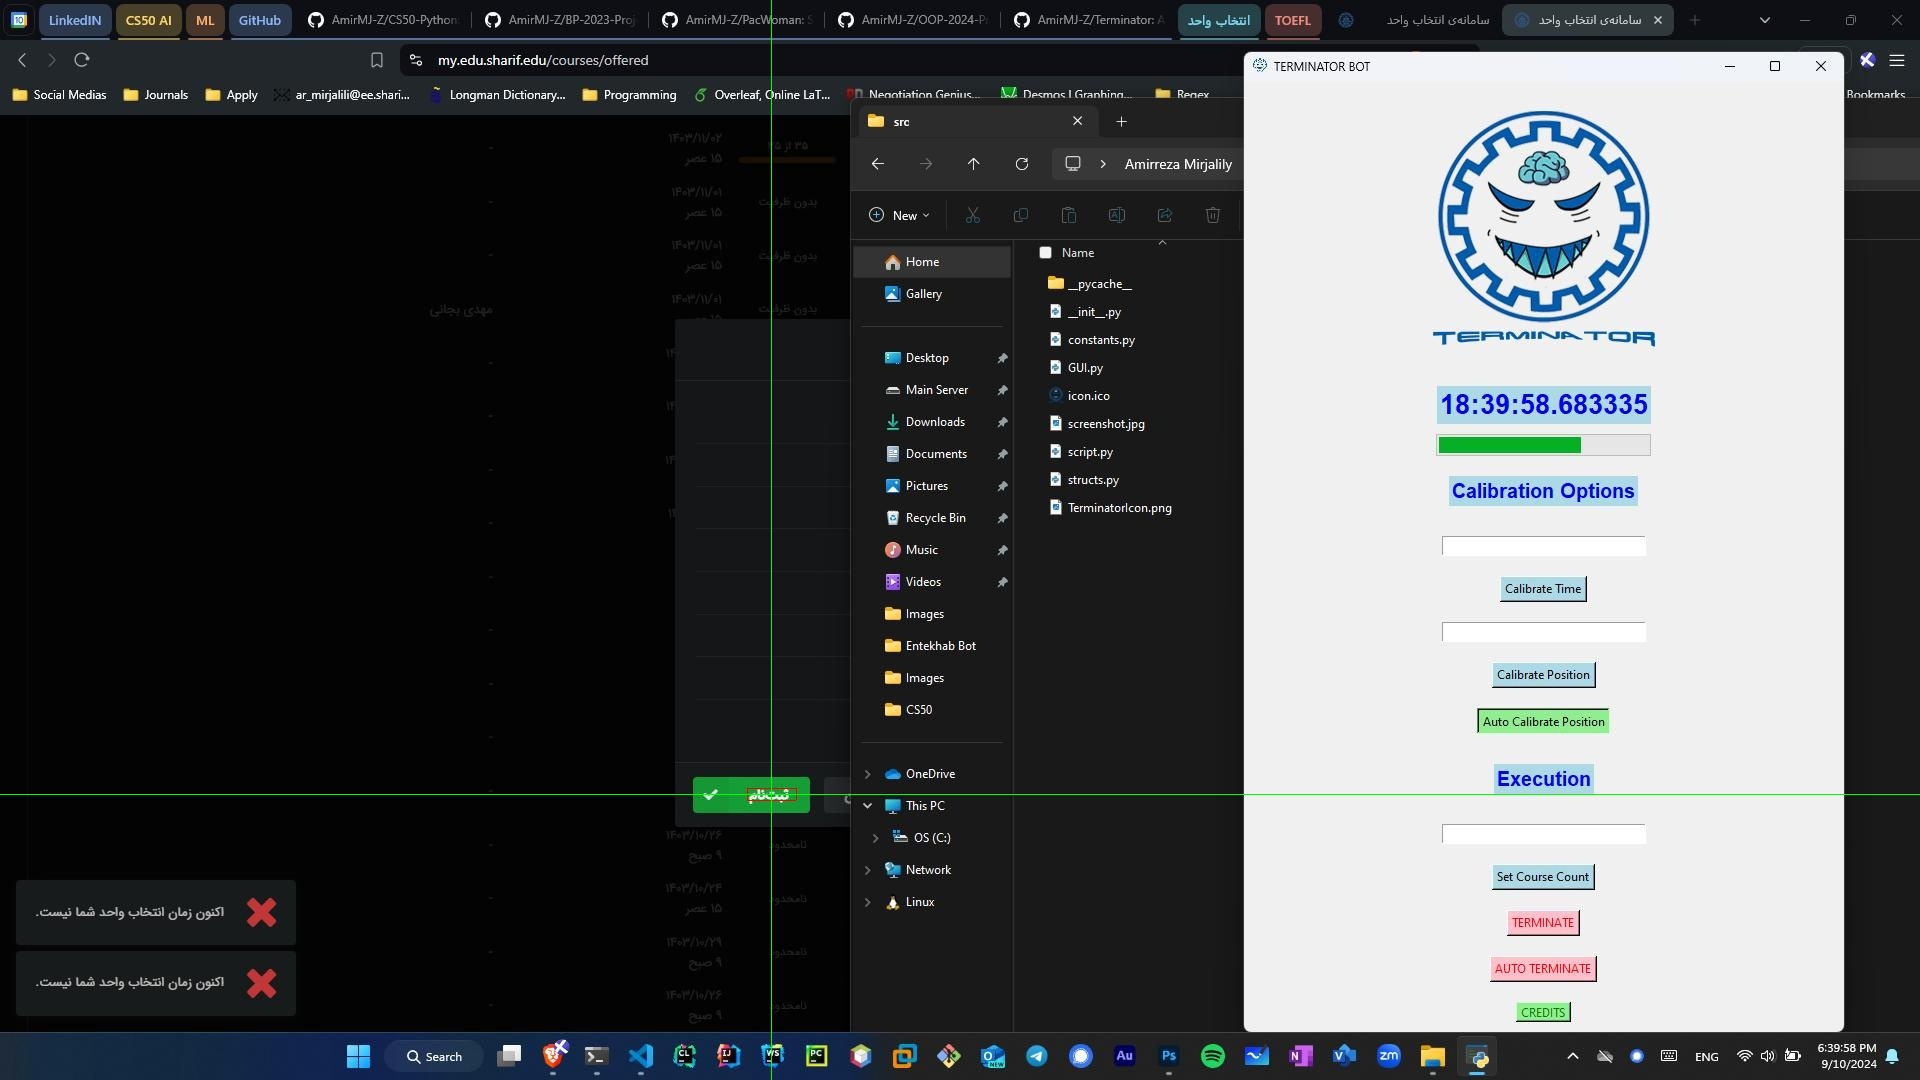 LinkedIN
CS50 AI
ML
GitHub
AmirMJ-Z/CS50-Python
AmirMJ-Z/BP-2023-Proj
AmirMJ-Z/PacWoman: S
AmirMJ-Z/OOP-2024-P
AmirMJ-Z/Terminator: A
انتخاب واحد
TOEFL
سامانه‌ی انتخاب واحد
سامانه‌ی انتخاب واحد
my.edu.sharif.edu/courses/offered
Social Medias
Journals
Apply
ar_mirjalili@ee.shari...
Longman Dictionary...
Programming
Overleaf, Online LaT...
Negotiation Genius...
Desmos | Graphing...
Regex
Bookmarks
۱۴۰۳/۱۱/۰۲
۱۵ عصر
۳۵ از ۳۵
۱۴۰۳/۱۱/۰۱
۱۵ عصر
بدون ظرفیت
۱۴۰۳/۱۱/۰۱
۱۵ عصر
بدون ظرفیت
۱۴۰۳/۱۱/۰۱
بدون ظرفیت
مهدی بجانی
ثبت‌نام
۱۴۰۳/۱۰/۲۶
۹ صبح
نامحدود
۱۴۰۳/۱۰/۲۴
۱۵ عصر
نامحدود
۱۴۰۳/۱۰/۲۹
۹ صبح
نامحدود
۱۴۰۳/۱۰/۲۶
۹ صبح
نامحدود
اکنون زمان انتخاب واحد شما نیست.
اکنون زمان انتخاب واحد شما نیست.
src
Amirreza Mirjalily
New
Home
Gallery
Desktop
Main Server
Downloads
Documents
Pictures
Recycle Bin
Music
Videos
Images
Entekhab Bot
Images
CS50
OneDrive
This PC
OS (C:)
Network
Linux
Name
__pycache__
__init__.py
constants.py
GUI.py
icon.ico
screenshot.jpg
script.py
structs.py
TerminatorIcon.png
TERMINATOR BOT
TERMINATOR
18:39:58.683335
Calibration Options
Calibrate Time
Calibrate Position
Auto Calibrate Position
Execution
Set Course Count
TERMINATE
AUTO TERMINATE
CREDITS
Search
ENG
6:39:58 PM
9/10/2024